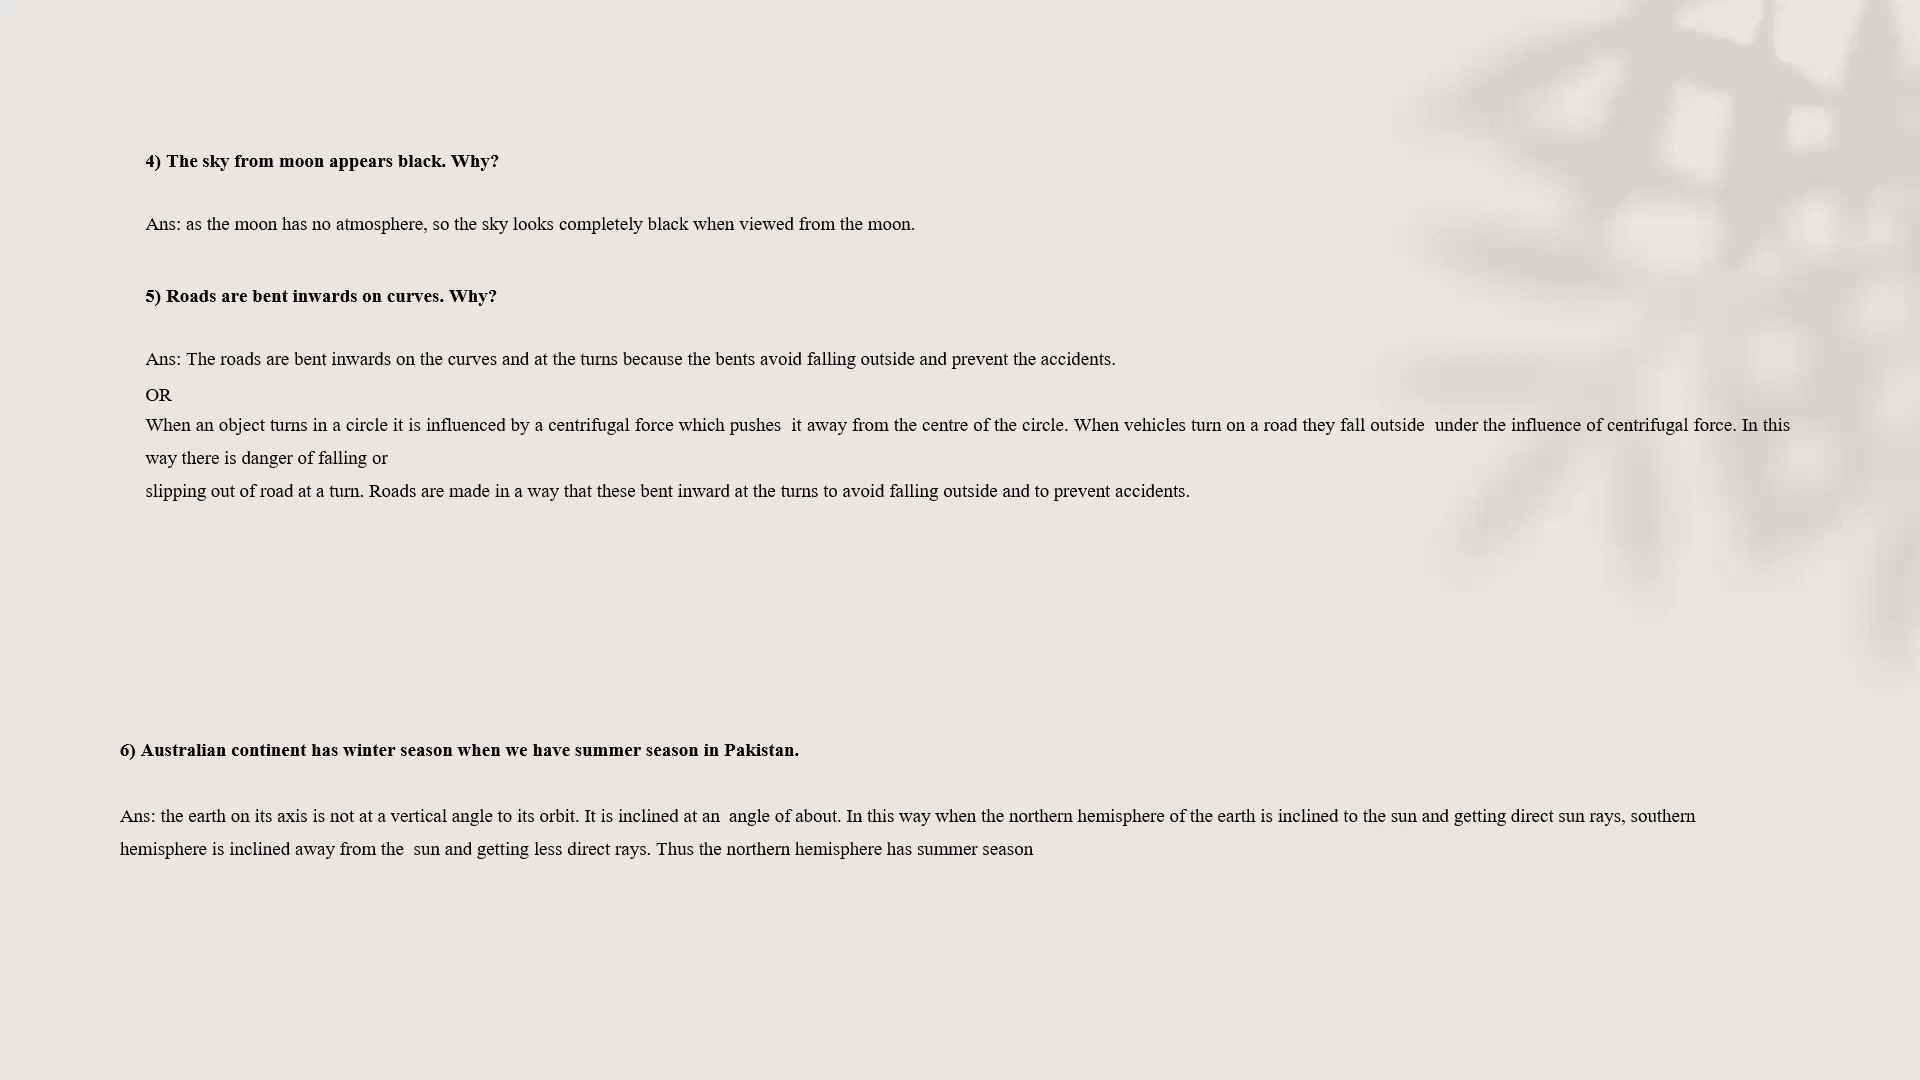 4) The sky from moon appears black. Why?
Ans: as the moon has no atmosphere, so the sky looks completely black when viewed from the moon.
5) Roads are bent inwards on curves. Why?
Ans: The roads are bent inwards on the curves and at the turns because the bents avoid falling outside and prevent the accidents.
OR
When an object turns in a circle it is influenced by a centrifugal force which pushes  it away from the centre of the circle. When vehicles turn on a road they fall outside  under the influence of centrifugal force. In this
way there is danger of falling or
slipping out of road at a turn. Roads are made in a way that these bent inward at the turns to avoid falling outside and to prevent accidents.
6) Australian continent has winter season when we have summer season in Pakistan.
Ans: the earth on its axis is not at a vertical angle to its orbit. It is inclined at an  angle of about. In this way when the northern hemisphere of the earth is inclined to the sun and getting direct sun rays, southern
hemisphere is inclined away from the  sun and getting less direct rays. Thus the northern hemisphere has summer season